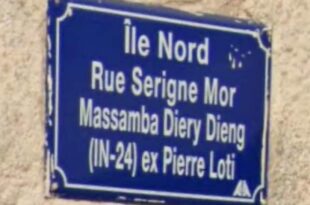 Île Nord
Rue Serigne Mor
Massamba Diery Dieng
(IN-24) ex Pierre Loti